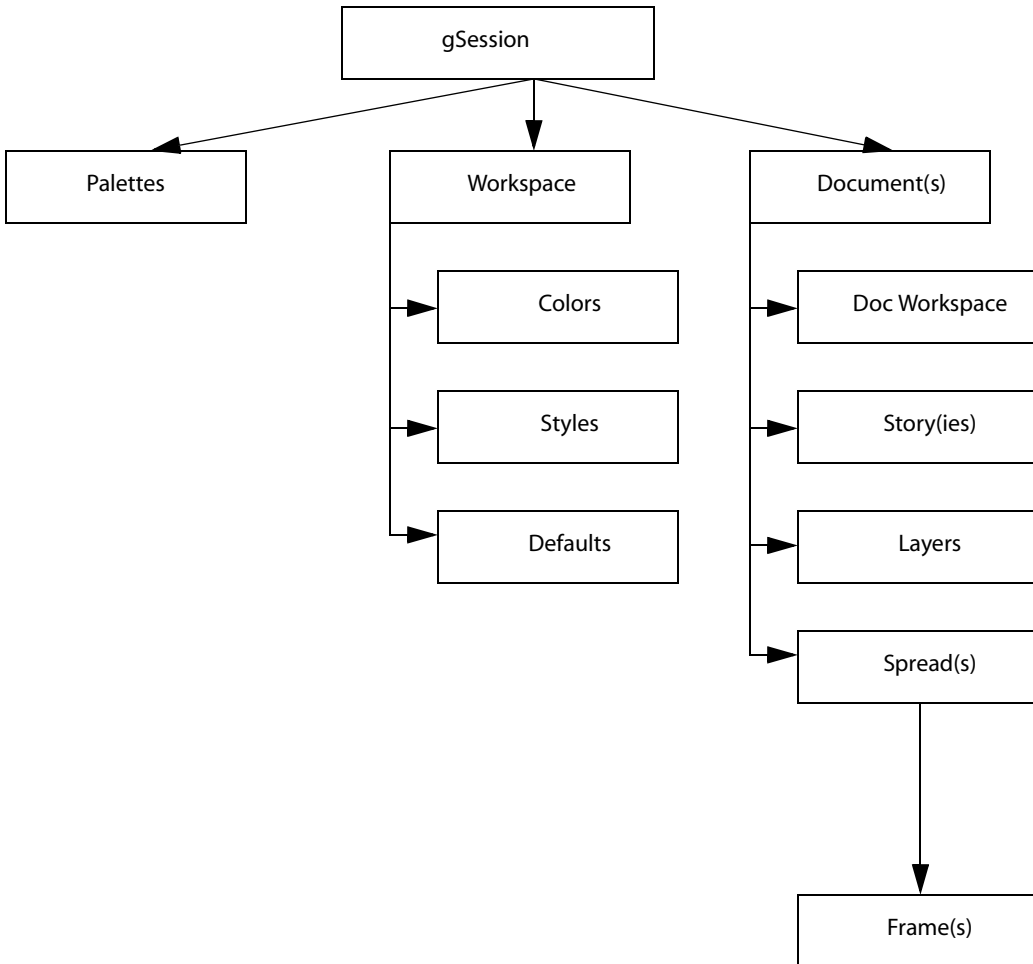 gSession
Palettes
Workspace
Document(s)
Colors
Doc Workspace
Styles
Story(ies)
Defaults
Layers
Spread(s)
Frame(s)